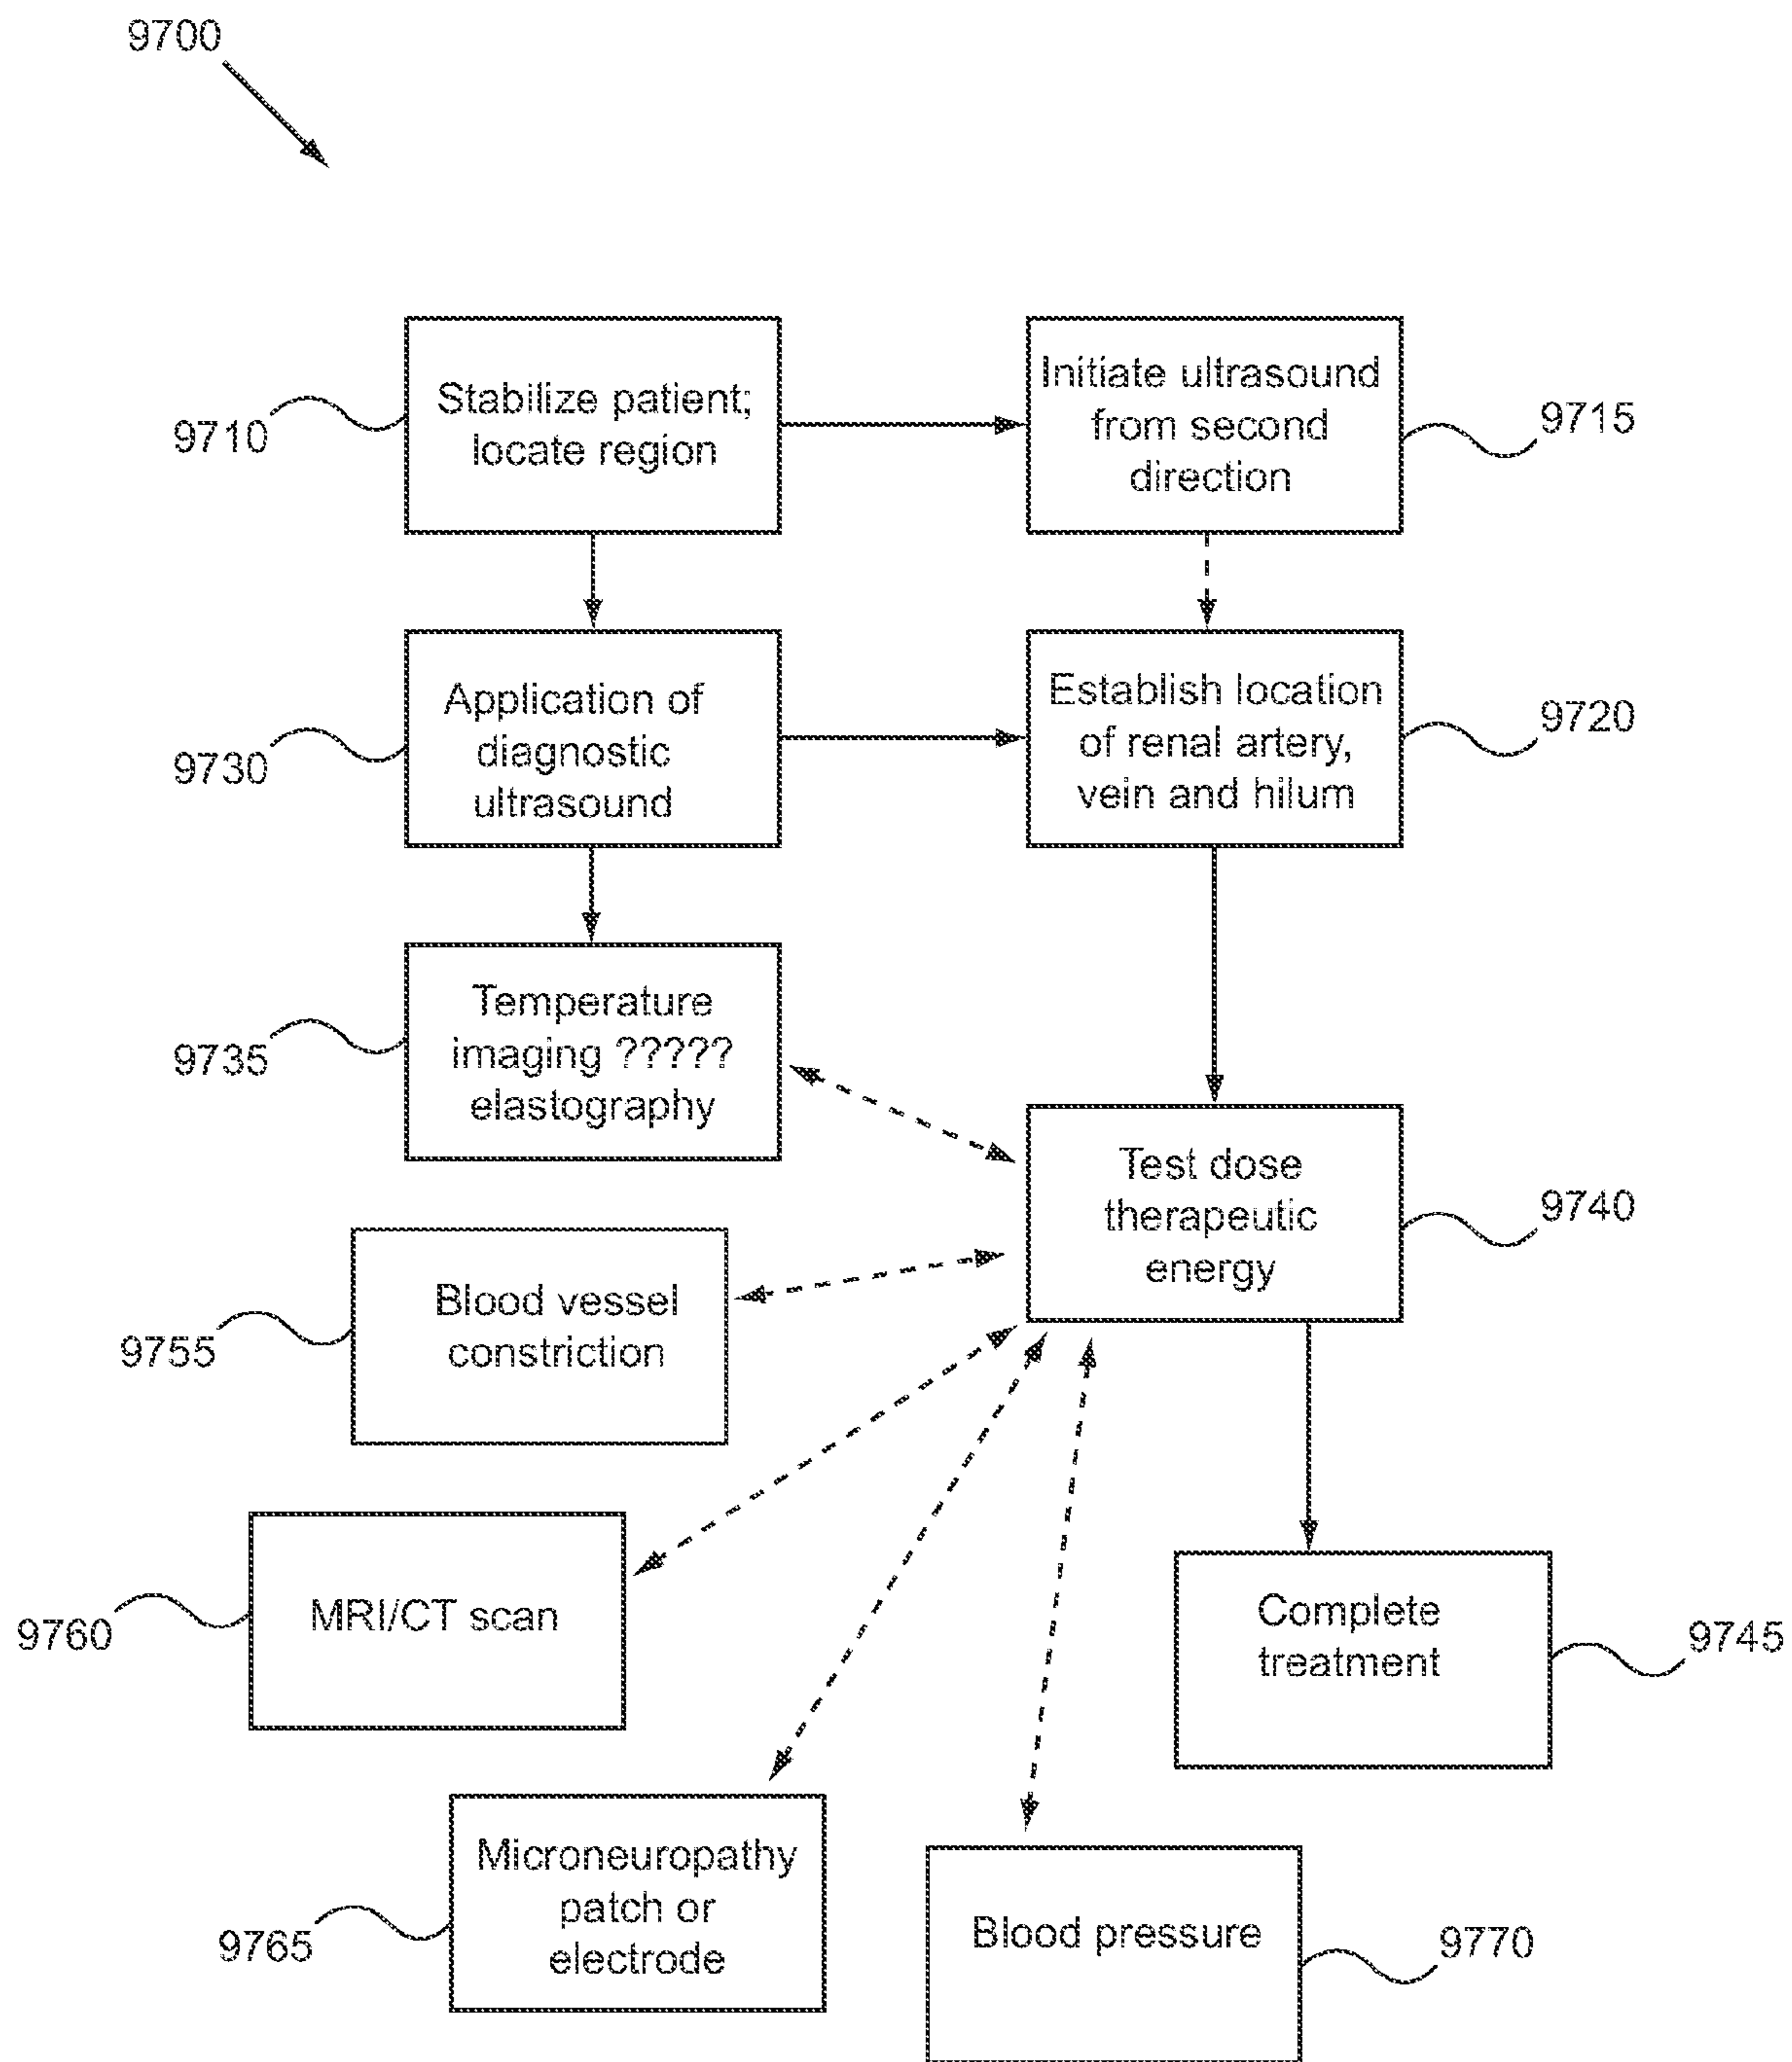 9700
Stabilize patient;
locate region
9710
Initiate ultrasound
from second
direction
9715
Application of
diagnostic
ultrasound
9730
Establish location
of renal artery,
vein and hilum
9720
Temperature
imaging ?????
elastography
9735
Test dose
therapeutic
energy
9740
Blood vessel
constriction
9755
MRI/CT scan
9760
Complete
treatment
9745
Microneuropathy
patch or
electrode
9765
Blood pressure
9770